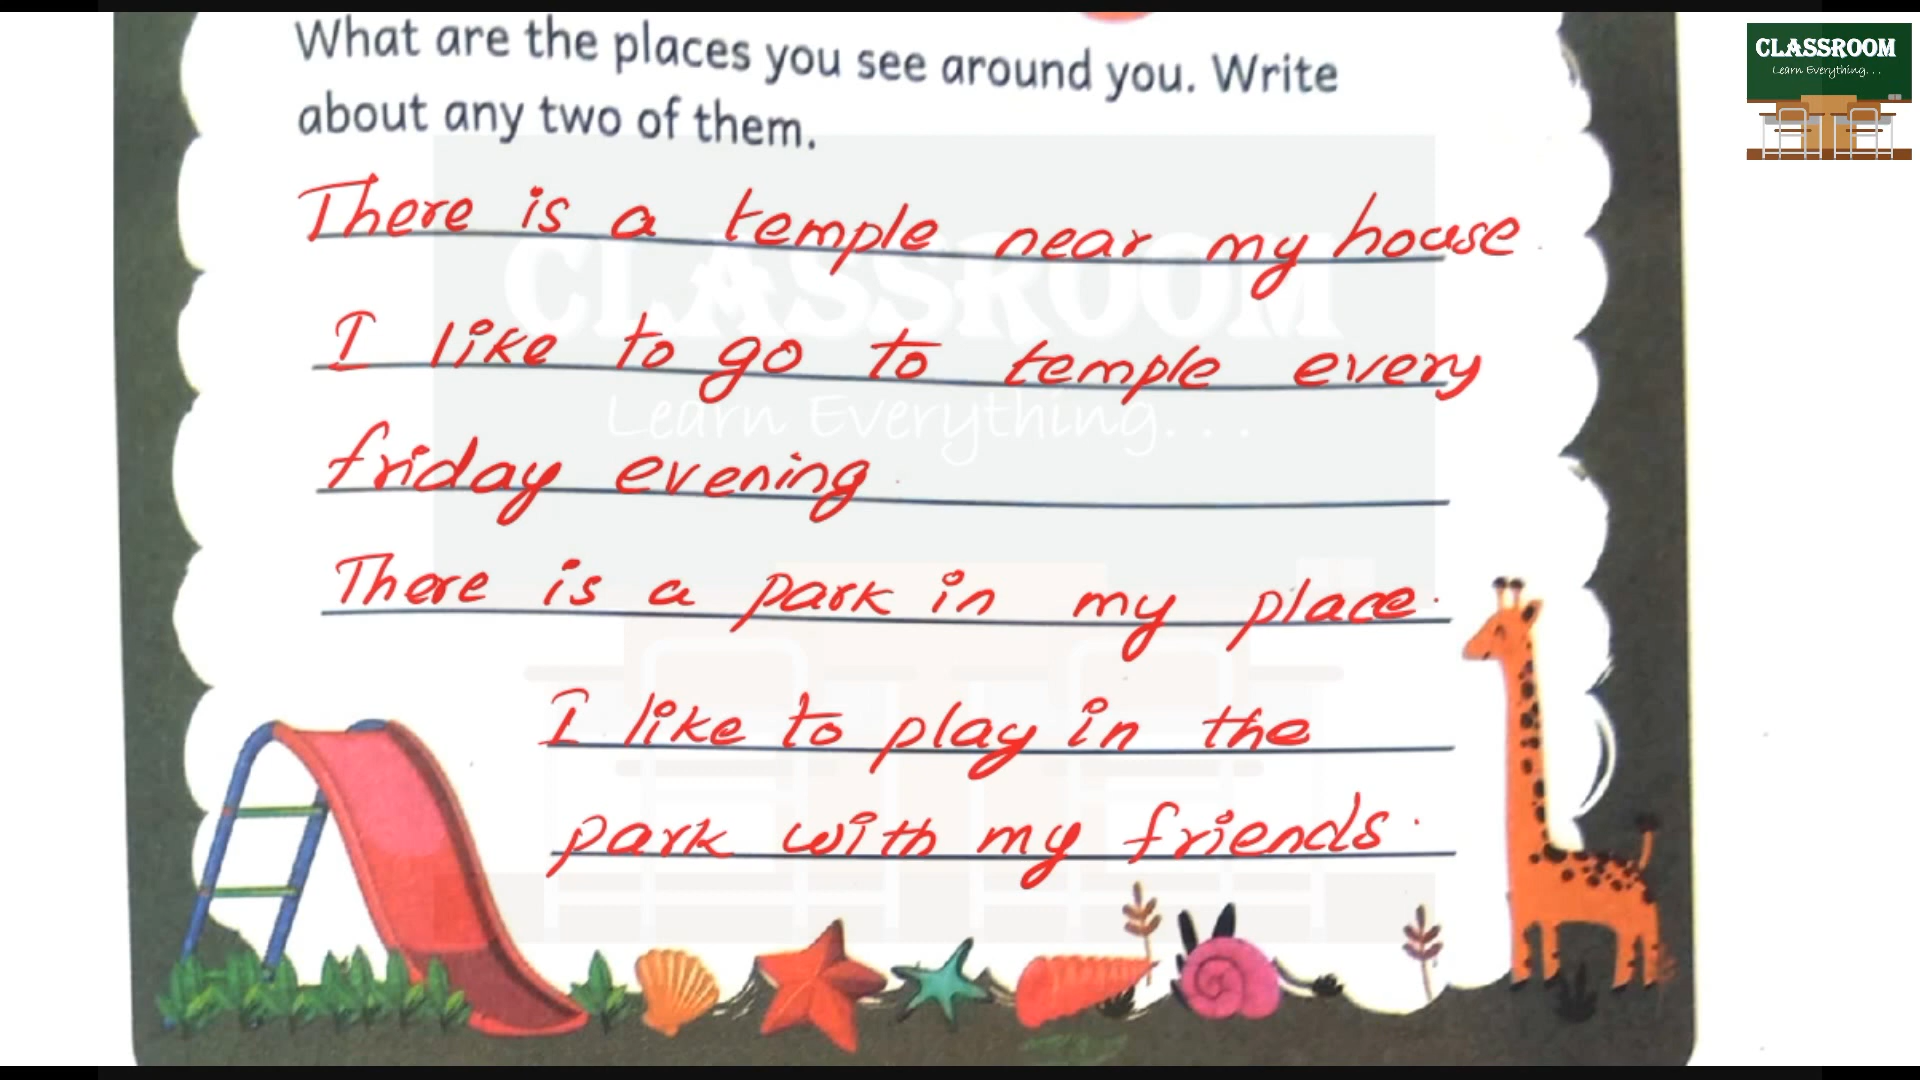 What are the places you see around you. Write
about any two of them.
CLASSROOM
Learn Everything...
There is a temple near my house.
I like to go to temple every
friday evening.
There is a park in my place.
I like to play in the
park with my friends.
CLASSROOM
Learn Everything...